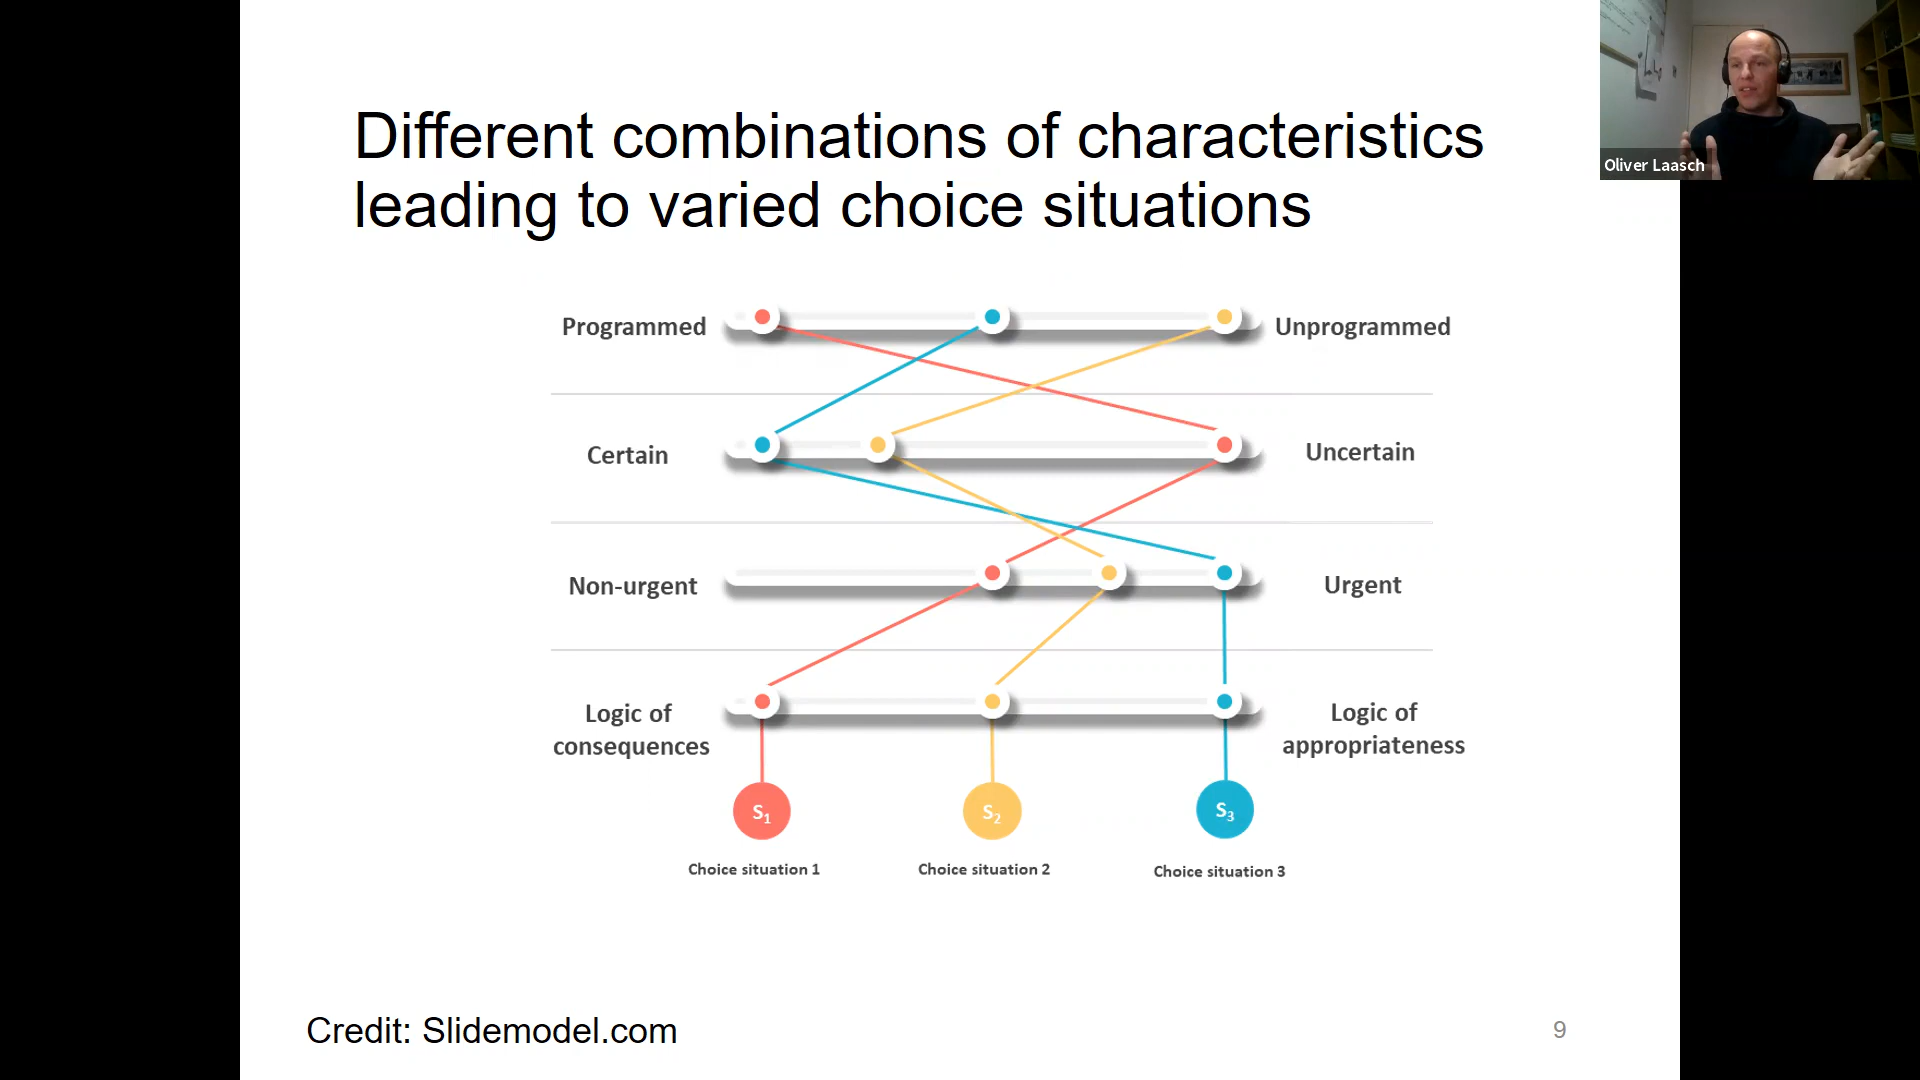 Different combinations of characteristics
leading to varied choice situations
Oliver Laasch
Programmed
Unprogrammed
Certain
Uncertain
Non-urgent
Urgent
Logic of
consequences
Logic of
appropriateness
S1
S2
S3
Choice situation 1
Choice situation 2
Choice situation 3
Credit: Slidemodel.com
9